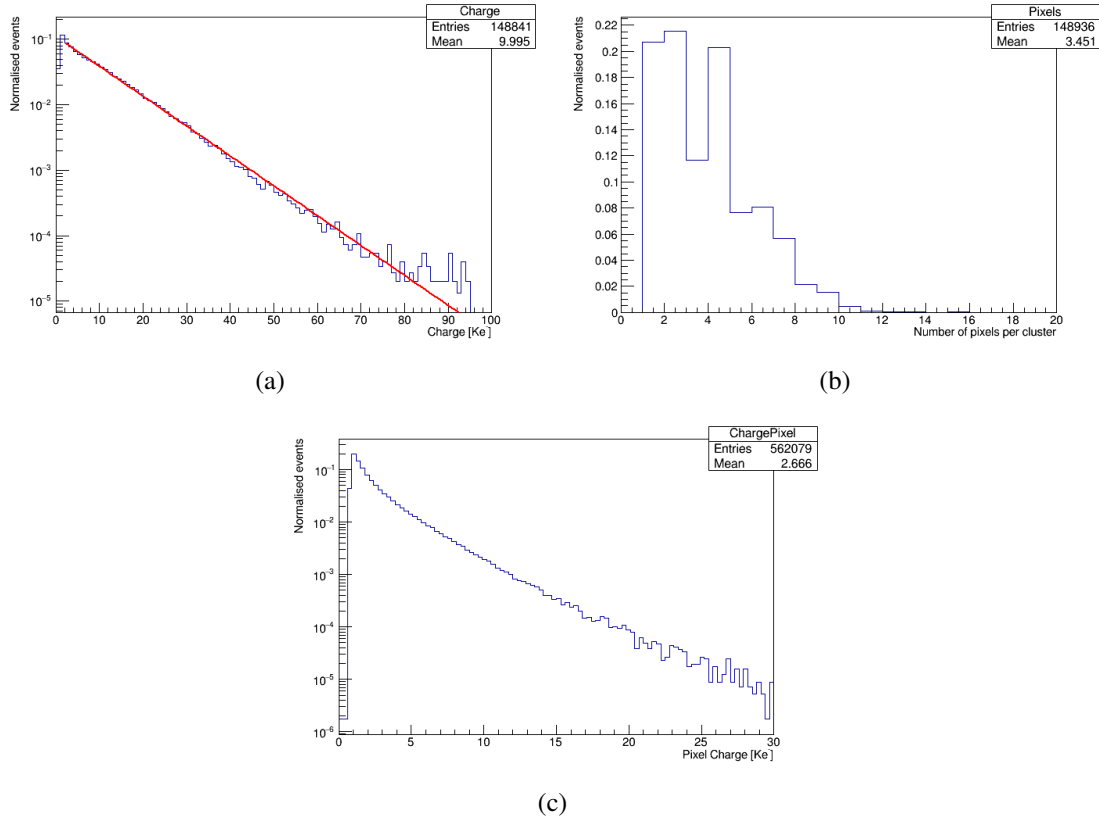 Charge
Entries 148841
Mean 9.995
Normalised events
10⁻¹
10⁻²
10⁻³
10⁻⁴
10⁻⁵
0 10 20 30 40 50 60 70 80 90 100
Charge [Ke⁻]
(a)
Pixels
Entries 148936
Mean 3.451
Normalised events
0.22
0.2
0.18
0.16
0.14
0.12
0.1
0.08
0.06
0.04
0.02
0
0 2 4 6 8 10 12 14 16 18 20
Number of pixels per cluster
(b)
ChargePixel
Entries 562079
Mean 2.666
Normalised events
10⁻¹
10⁻²
10⁻³
10⁻⁴
10⁻⁵
10⁻⁶
0 5 10 15 20 25 30
Pixel Charge [Ke⁻]
(c)